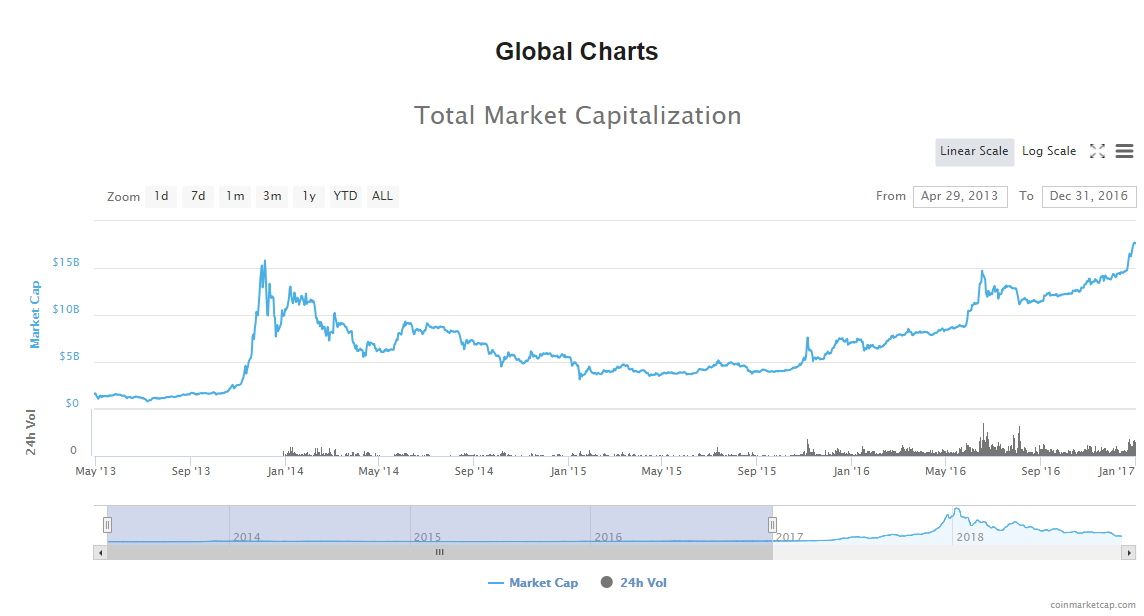 Global Charts
Total Market Capitalization
Linear Scale Log Scale
Zoom 1d 7d 1m 3m 1y YTD ALL From Apr 29, 2013 To Dec 31, 2016
Market Cap
$15B
$10B
$5B
$0
24h Vol
0
May '13 Sep '13 Jan '14 May '14 Sep '14 Jan '15 May '15 Sep '15 Jan '16 May '16 Sep '16 Jan '17
2014 2015 2016 2017 2018
Market Cap 24h Vol
coinmarketcap.com